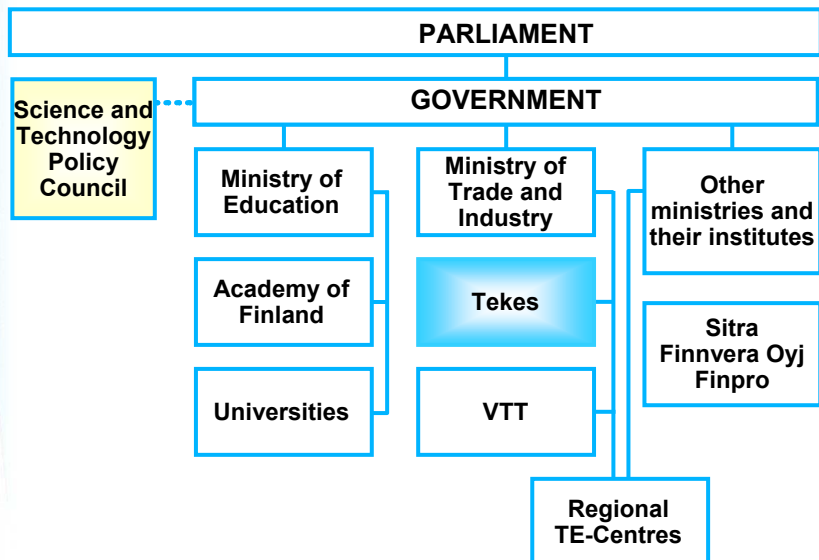 PARLIAMENT
GOVERNMENT
Science and
Technology
Policy
Council
Ministry of
Education
Ministry of
Trade and
Industry
Other
ministries and
their institutes
Academy of
Finland
Tekes
Sitra
Finnvera Oyj
Finpro
Universities
VTT
Regional
TE-Centres